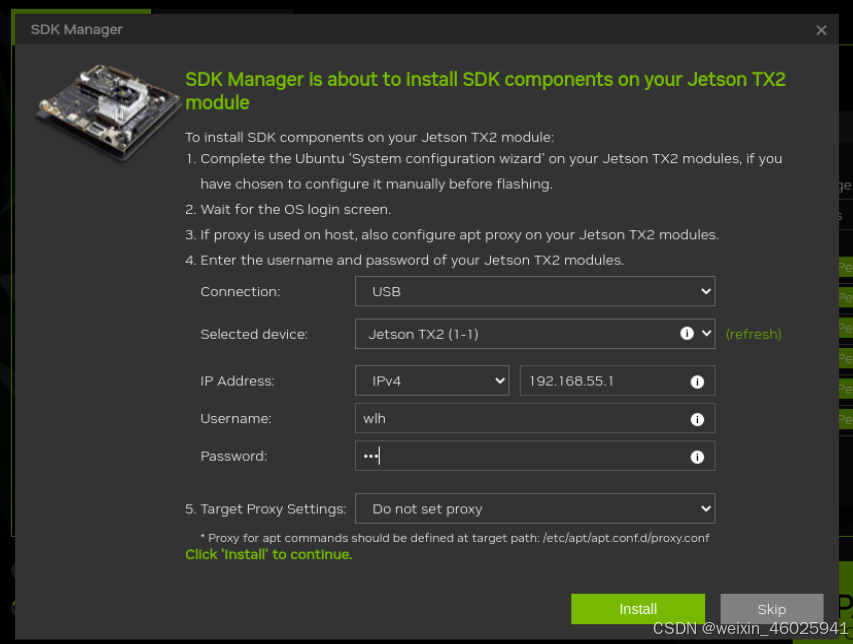 SDK Manager
SDK Manager is about to install SDK components on your Jetson TX2
module
To install SDK components on your Jetson TX2 module:
1. Complete the Ubuntu 'System configuration wizard' on your Jetson TX2 modules, if you
have chosen to configure it manually before flashing.
2. Wait for the OS login screen.
3. If proxy is used on host, also configure apt proxy on your Jetson TX2 modules.
4. Enter the username and password of your Jetson TX2 modules.
Connection: USB
Selected device: Jetson TX2 (1-1) (refresh)
IP Address: IPv4 192.168.55.1
Username: wlh
Password: •••
5. Target Proxy Settings: Do not set proxy
* Proxy for apt commands should be defined at target path: /etc/apt/apt.conf.d/proxy.conf
Click 'Install' to continue.
Install Skip
CSDN @weixin_46025941